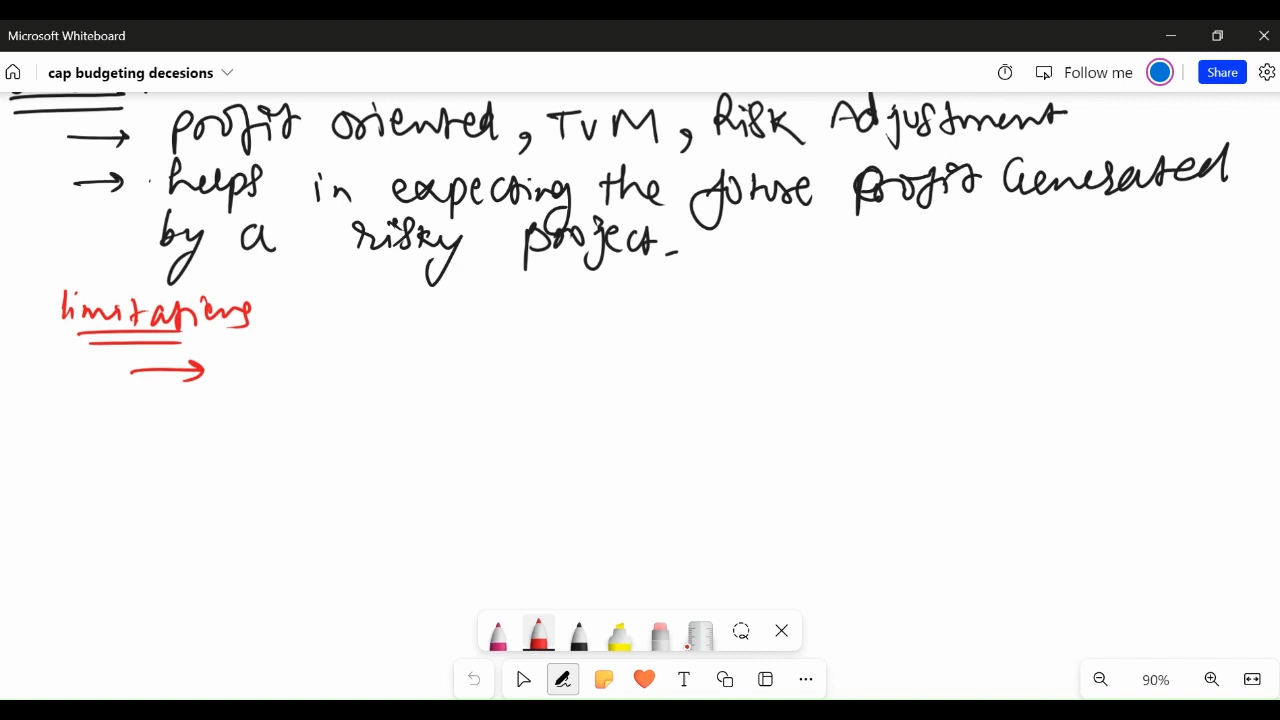 Microsoft Whiteboard
cap budgeting decesions
Follow me
Share
→ profit oriented, TVM, Risk Adjustment
→ helps in expecting the future Profit Generated
by a risky project.
limitations
→
90%